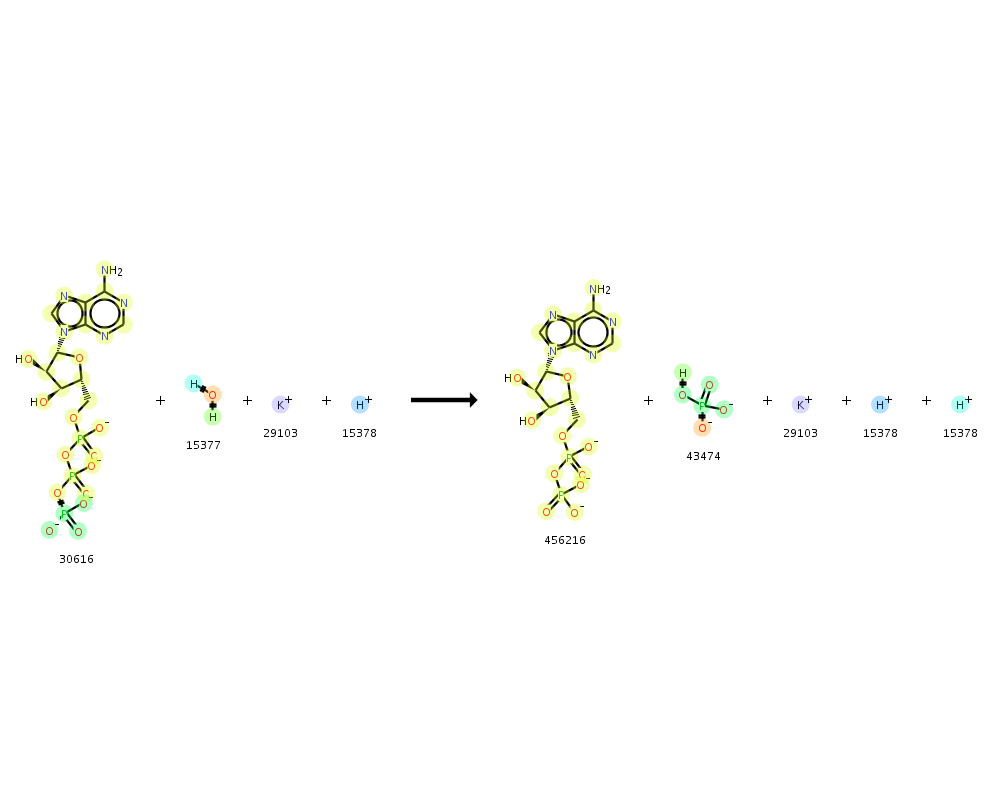 NH2
N N
N N
HO O
HO
O
P O-
O O
O-
P
O O
O-
P
O- O
30616
+
H O H
15377
+
K+
29103
+
H+
15378
NH2
N N
N N
HO O
HO
O
P O-
O O
O-
P
O O-
456216
+
H
O O
P O-
O-
43474
+
K+
29103
+
H+
15378
+
H+
15378